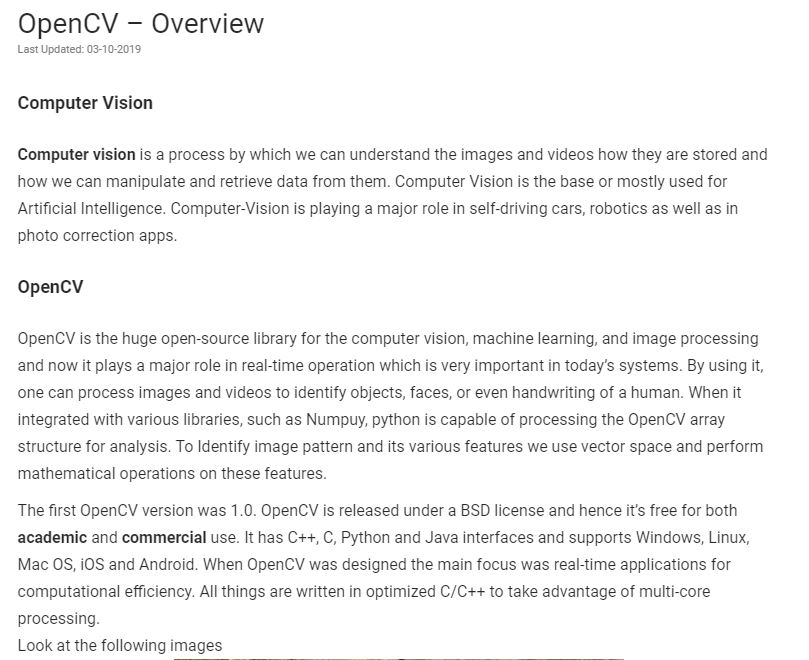 OpenCV – Overview
Last Updated: 03-10-2019
Computer Vision
Computer vision is a process by which we can understand the images and videos how they are stored and
how we can manipulate and retrieve data from them. Computer Vision is the base or mostly used for
Artificial Intelligence. Computer-Vision is playing a major role in self-driving cars, robotics as well as in
photo correction apps.
OpenCV
OpenCV is the huge open-source library for the computer vision, machine learning, and image processing
and now it plays a major role in real-time operation which is very important in today’s systems. By using it,
one can process images and videos to identify objects, faces, or even handwriting of a human. When it
integrated with various libraries, such as Numpuy, python is capable of processing the OpenCV array
structure for analysis. To Identify image pattern and its various features we use vector space and perform
mathematical operations on these features.
The first OpenCV version was 1.0. OpenCV is released under a BSD license and hence it’s free for both
academic and commercial use. It has C++, C, Python and Java interfaces and supports Windows, Linux,
Mac OS, iOS and Android. When OpenCV was designed the main focus was real-time applications for
computational efficiency. All things are written in optimized C/C++ to take advantage of multi-core
processing.
Look at the following images